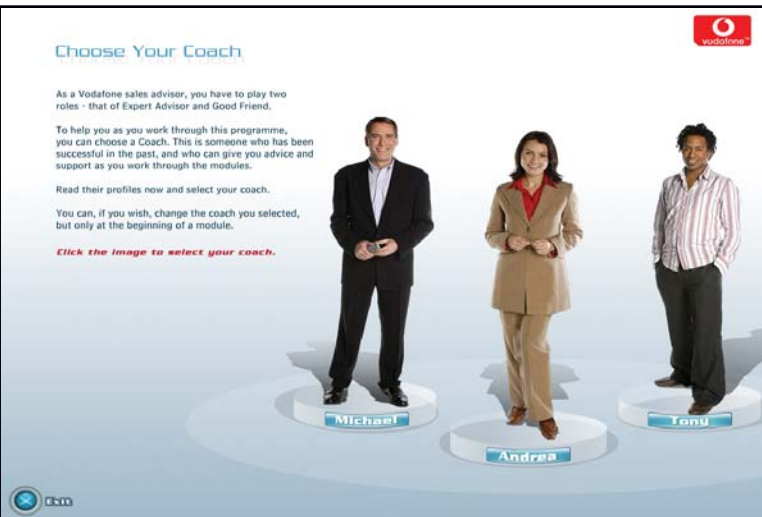 Choose Your Coach
vodafone™
As a Vodafone sales advisor, you have to play two
roles - that of Expert Advisor and Good Friend.
To help you as you work through this programme,
you can choose a Coach. This is someone who has been
successful in the past, and who can give you advice and
support as you work through the modules.
Read their profiles now and select your coach.
You can, if you wish, change the coach you selected,
but only at the beginning of a module.
Click the image to select your coach.
Michael
Andrea
Tony
Exit